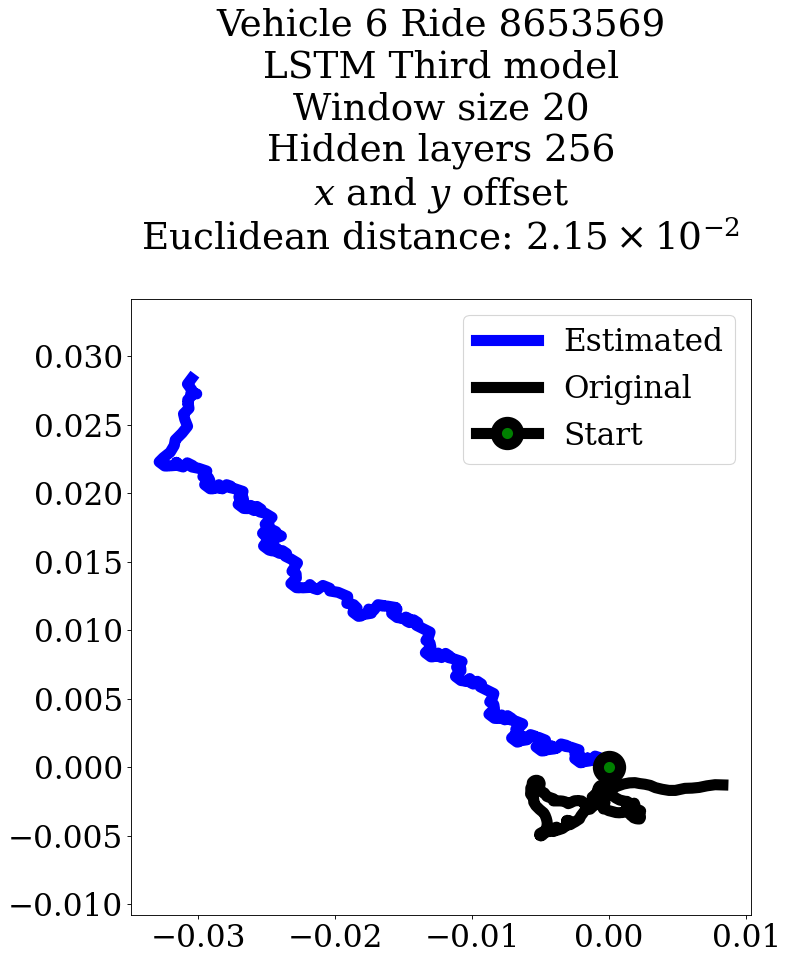 Vehicle 6 Ride 8653569
LSTM Third model
Window size 20
Hidden layers 256
x and y offset
Euclidean distance: 2.15 × 10⁻²
Estimated
Original
Start
0.030
0.025
0.020
0.015
0.010
0.005
0.000
−0.005
−0.010
−0.03 −0.02 −0.01 0.00 0.01